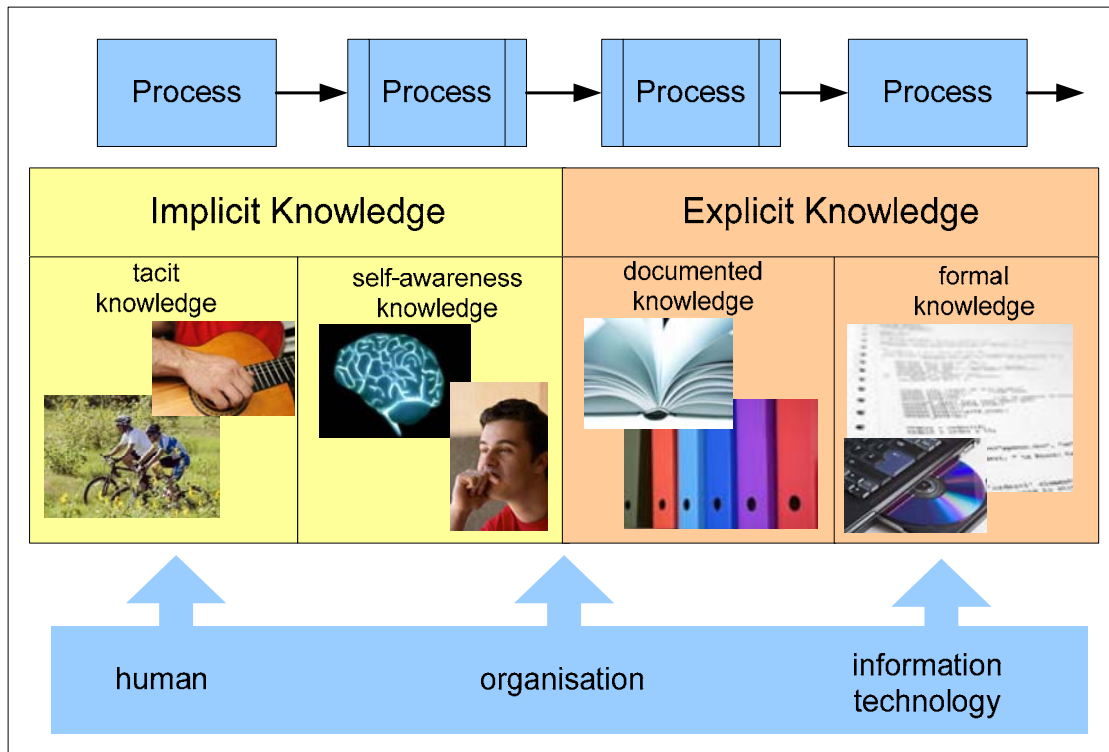 Process
Process
Process
Process
Implicit Knowledge
Explicit Knowledge
tacit
knowledge
self-awareness
knowledge
documented
knowledge
formal
knowledge
human
organisation
information
technology